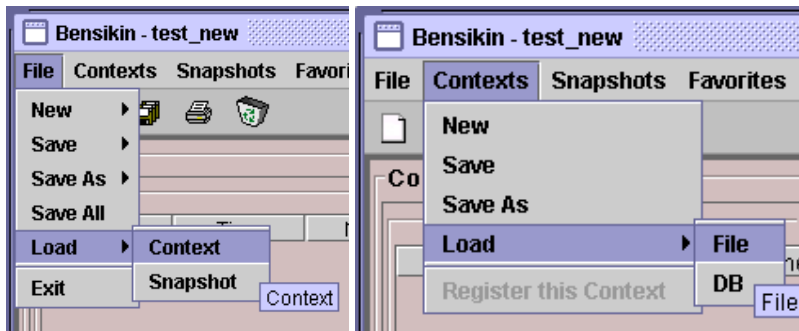 Bensikin - test_new
File Contexts Snapshots Favori
New
Save
Save As
Save All
Load
Context
Snapshot
Exit
Context
Bensikin - test_new
File Contexts Snapshots Favorites
Co
New
Save
Save As
Load
File
DB
Register this Context
File